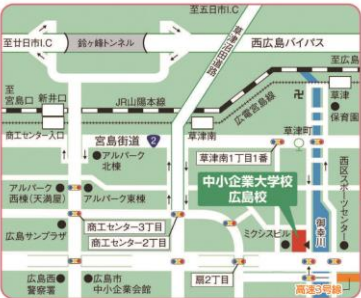 至五日市I.C
至廿日市I.C
鈴ヶ峰トンネル
草津沼田道路
西広島バイパス
至広島
至
宮島口
新井口
JR山陽本線
広電宮島線
卍
草津
保育園
商工センター入口
宮島街道
2
草津南
草津町
アルパーク
北棟
草津南1丁目1番
アルパーク
西棟(天満屋)
アルパーク東棟
中小企業大学校
広島校
西区スポーツ
センター
御幸川
広島サンプラザ
商工センター3丁目
商工センター2丁目
ミクシスビル
広島西
警察署
広島市
中小企業会館
扇2丁目
高速3号線